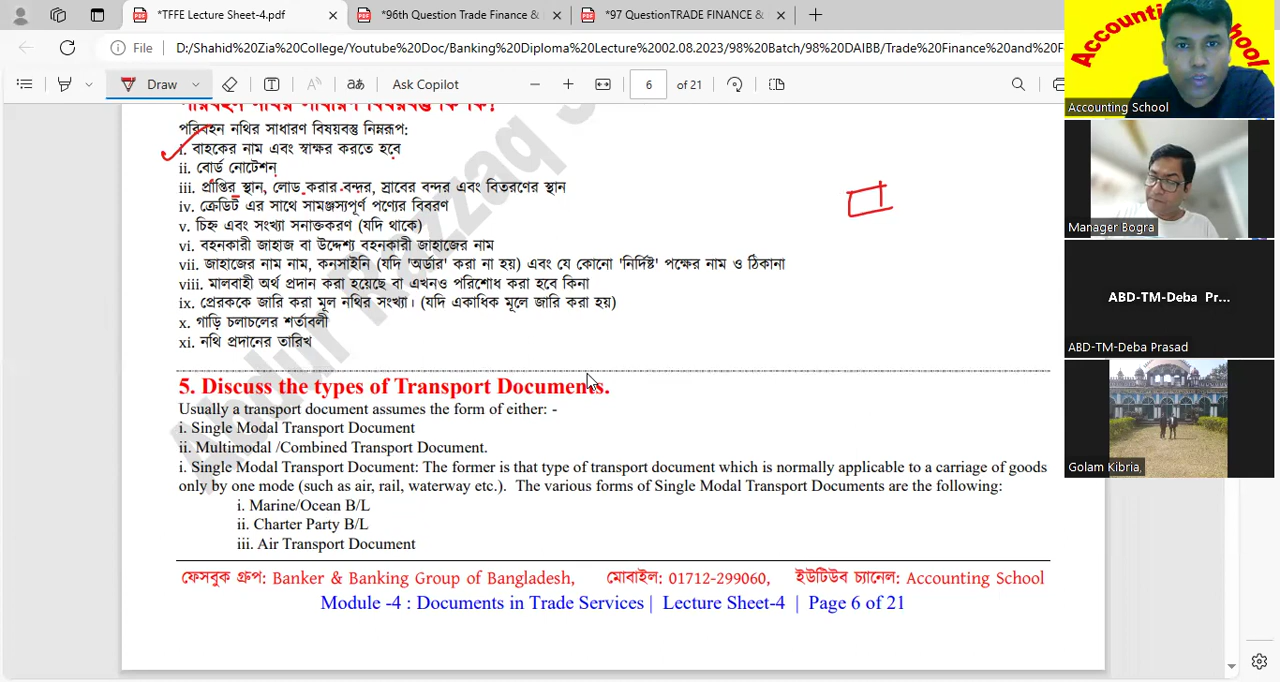 *TFFE Lecture Sheet-4.pdf
*96th Question Trade Finance &
*97 QuestionTRADE FINANCE &
File
D:/Shahid%20Zia%20College/Youtube%20Doc/Banking%20Diploma%20Lecture%2002.08.2023/98%20Batch/98%20DAIBB/Trade%20Finance%20and%20F
Draw
Ask Copilot
6 of 21
পরিবহন নথির সাধারণ বিষয়বস্তু কি কি?
পরিবহন নথির সাধারণ বিষয়বস্তু নিম্নরূপ:
i. বাহকের নাম এবং স্বাক্ষর করতে হবে
ii. বোর্ড নোটেশন
iii. প্রাপ্তির স্থান, লোড করার বন্দর, স্রাবের বন্দর এবং বিতরণের স্থান
iv. ক্রেডিট এর সাথে সামঞ্জস্যপূর্ণ পণ্যের বিবরণ
v. চিহ্ন এবং সংখ্যা সনাক্তকরণ (যদি থাকে)
vi. বহনকারী জাহাজ বা উদ্দেশ্য বহনকারী জাহাজের নাম
vii. জাহাজের নাম নাম, কনসাইনি (যদি 'অর্ডার' করা না হয়) এবং যে কোনো 'নির্দিষ্ট' পক্ষের নাম ও ঠিকানা
viii. মালবাহী অর্থ প্রদান করা হয়েছে বা এখনও পরিশোধ করা হবে কিনা
ix. প্রেরককে জারি করা মূল নথির সংখ্যা। (যদি একাধিক মূলে জারি করা হয়)
x. গাড়ি চলাচলের শর্তাবলী
xi. নথি প্রদানের তারিখ
5. Discuss the types of Transport Documents.
Usually a transport document assumes the form of either: -
i. Single Modal Transport Document
ii. Multimodal /Combined Transport Document.
i. Single Modal Transport Document: The former is that type of transport document which is normally applicable to a carriage of goods
only by one mode (such as air, rail, waterway etc.). The various forms of Single Modal Transport Documents are the following:
i. Marine/Ocean B/L
ii. Charter Party B/L
iii. Air Transport Document
ফেসবুক গ্রুপ: Banker & Banking Group of Bangladesh, মোবাইল: 01712-299060, ইউটিউব চ্যানেল: Accounting School
Module -4 : Documents in Trade Services | Lecture Sheet-4 | Page 6 of 21
Abdur Razzaq
Accounting School
Manager Bogra
ABD-TM-Deba Pr...
ABD-TM-Deba Prasad
Golam Kibria,